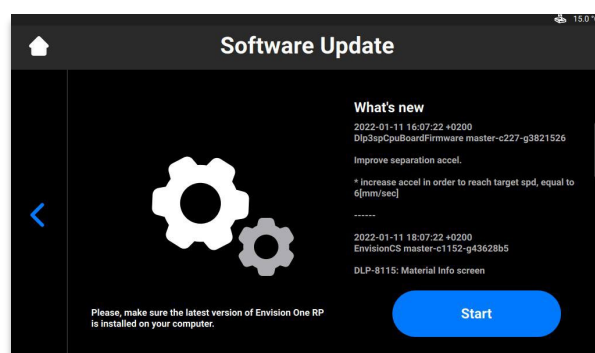 15.0°
Software Update
What's new
2022-01-11 16:07:22 +0200
Dlp3spCpuBoardFirmware master-c227-g3821526
Improve separation accel.
* increase accel in order to reach target spd, equal to
6[mm/sec]
------
2022-01-11 18:07:22 +0200
EnvisionCS master-c1152-g43628b5
DLP-8115: Material Info screen
Please, make sure the latest version of Envision One RP
is installed on your computer.
Start